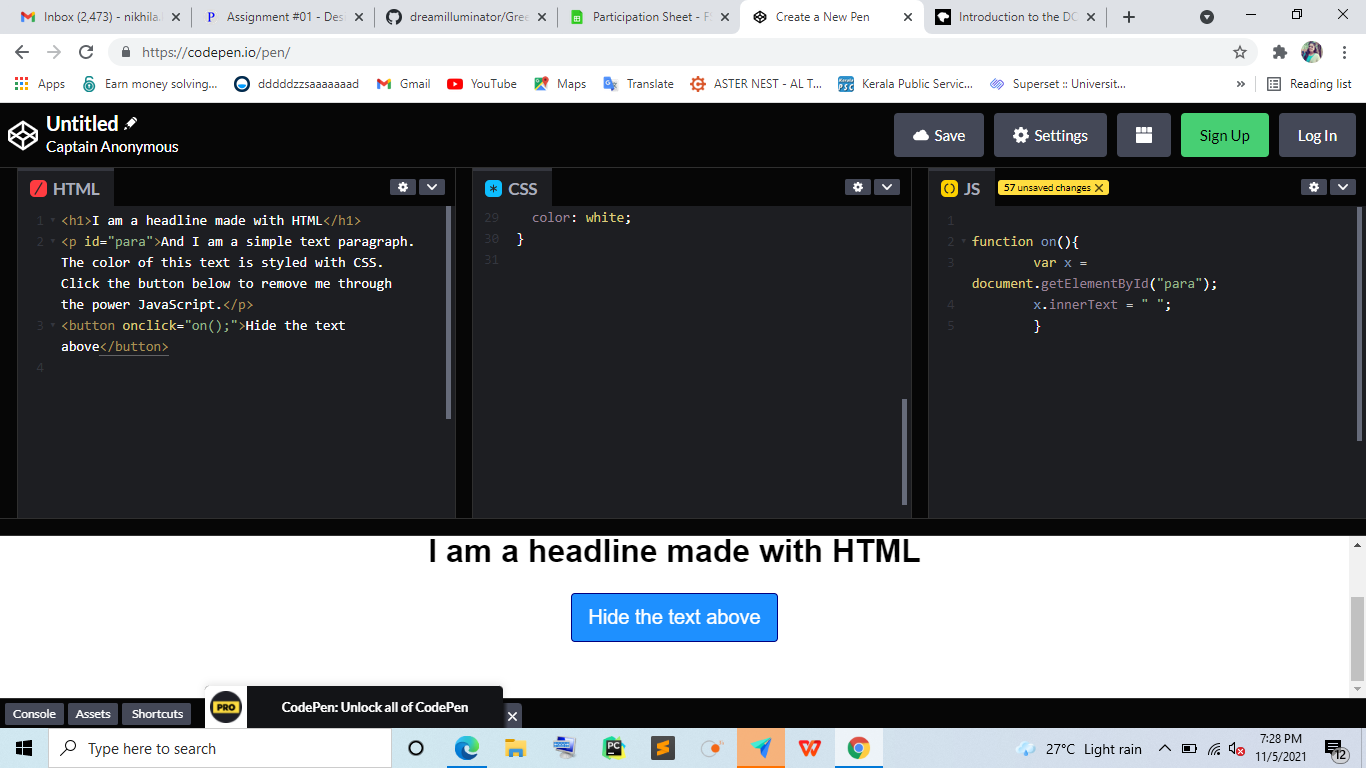 Inbox (2,473) - nikhila.
Assignment #01 - Des
dreamilluminator/Gree
Participation Sheet - F
Create a New Pen
Introduction to the DO
https://codepen.io/pen/
Apps
Earn money solving...
dddddzzsaaaaaaad
Gmail
YouTube
Maps
Translate
ASTER NEST - AL T...
Kerala Public Servic...
Superset :: Universit...
»
Reading list
Untitled
Captain Anonymous
Save
Settings
Sign Up
Log In
HTML
1 <h1>I am a headline made with HTML</h1>
2 <p id="para">And I am a simple text paragraph.
The color of this text is styled with CSS.
Click the button below to remove me through
the power JavaScript.</p>
3 <button onclick="on();">Hide the text
above</button>
4
CSS
29 color: white;
30 }
31
JS
57 unsaved changes
1
2 function on(){
3 var x =
document.getElementById("para");
4 x.innerText = " ";
5 }
I am a headline made with HTML
Hide the text above
Console
Assets
Shortcuts
PRO
CodePen: Unlock all of CodePen
Type here to search
27°C Light rain
7:28 PM
11/5/2021
12